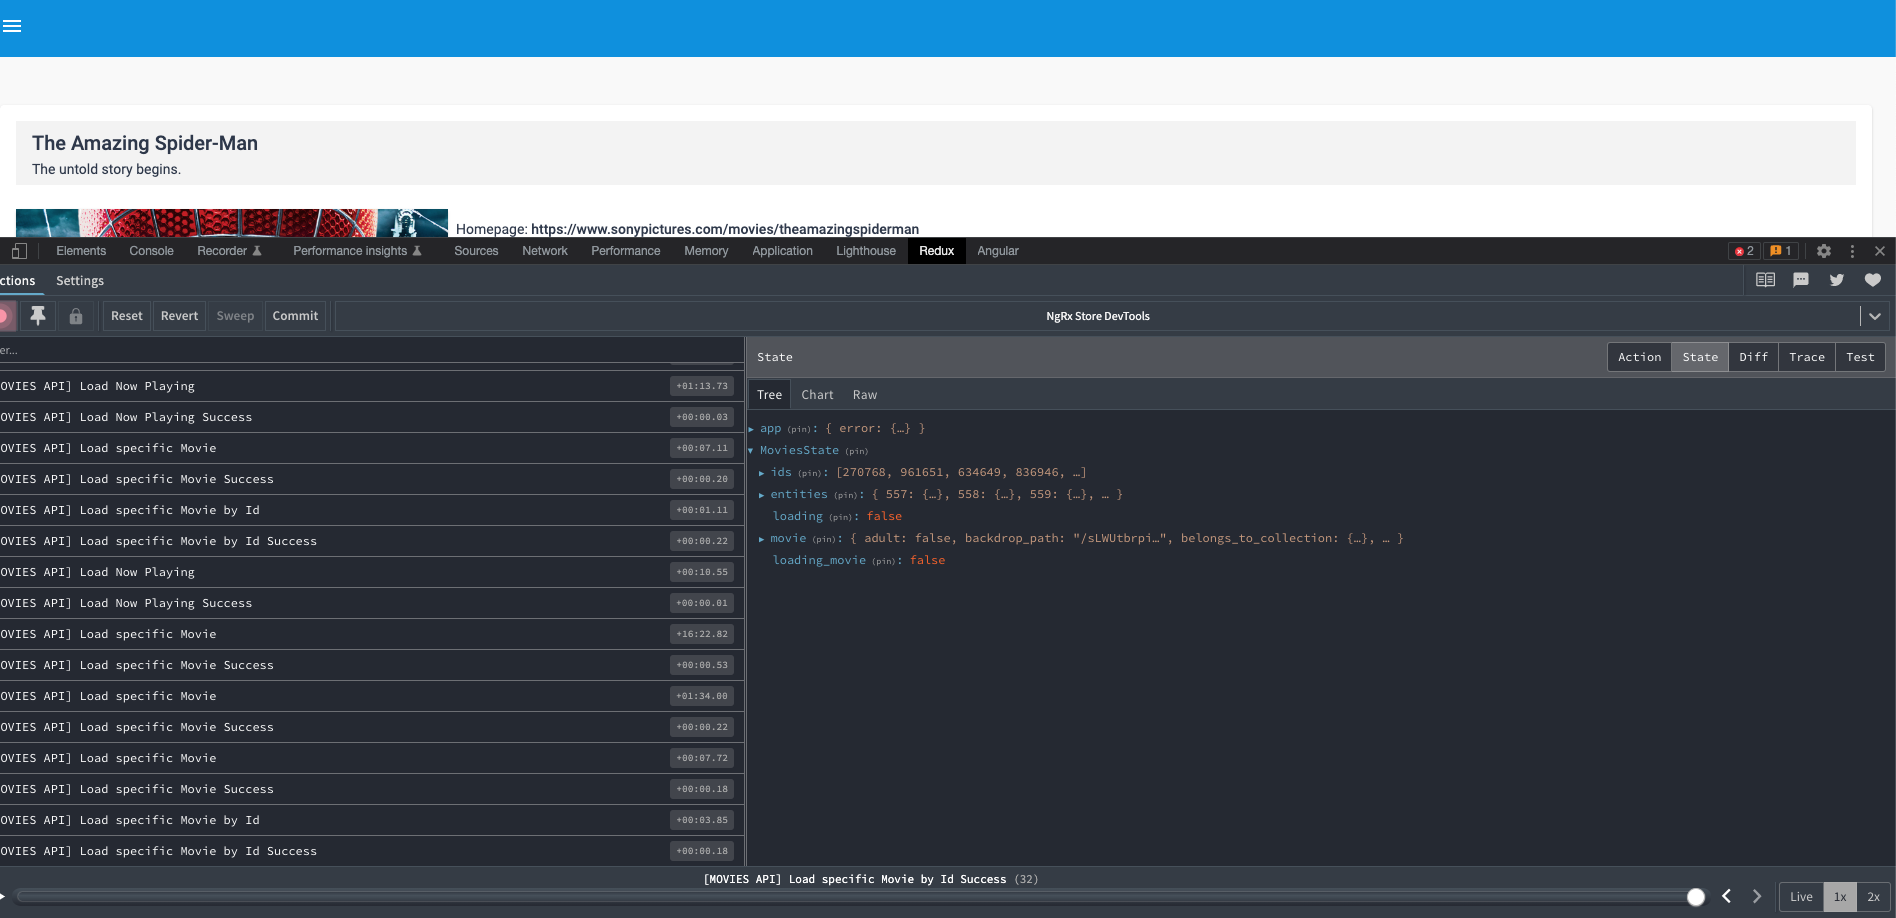 The Amazing Spider-Man
The untold story begins.
Homepage: https://www.sonypictures.com/movies/theamazingspiderman
Elements Console Recorder Performance insights Sources Network Performance Memory Application Lighthouse Redux Angular 2 1
ctions Settings
Reset Revert Sweep Commit NgRx Store DevTools
er...
OVIES API] Load Now Playing +01:13.73
OVIES API] Load Now Playing Success +00:00.03
OVIES API] Load specific Movie +00:07.11
OVIES API] Load specific Movie Success +00:00.20
OVIES API] Load specific Movie by Id +00:01.11
OVIES API] Load specific Movie by Id Success +00:00.22
OVIES API] Load Now Playing +00:10.55
OVIES API] Load Now Playing Success +00:00.01
OVIES API] Load specific Movie +16:22.82
OVIES API] Load specific Movie Success +00:00.53
OVIES API] Load specific Movie +01:34.00
OVIES API] Load specific Movie Success +00:00.22
OVIES API] Load specific Movie +00:07.72
OVIES API] Load specific Movie Success +00:00.18
OVIES API] Load specific Movie by Id +00:03.85
OVIES API] Load specific Movie by Id Success +00:00.18
State Action State Diff Trace Test
Tree Chart Raw
app (pin): { error: {…} }
MoviesState (pin)
ids (pin): [270768, 961651, 634649, 836946, …]
entities (pin): { 557: {…}, 558: {…}, 559: {…}, … }
loading (pin): false
movie (pin): { adult: false, backdrop_path: "/sLWUtbrpi…", belongs_to_collection: {…}, … }
loading_movie (pin): false
[MOVIES API] Load specific Movie by Id Success (32)
Live 1x 2x